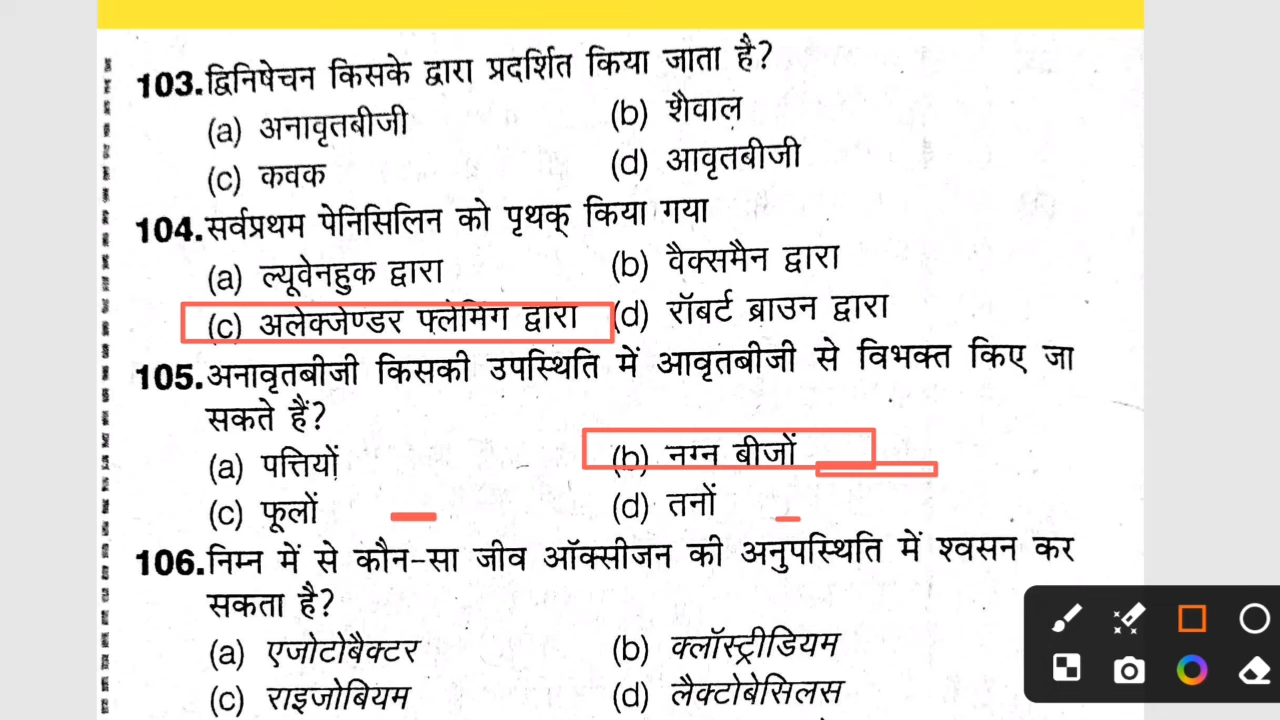 103. द्विनिषेचन किसके द्वारा प्रदर्शित किया जाता है?
(a) अनावृतबीजी (b) शैवाल
(c) कवक (d) आवृतबीजी
104. सर्वप्रथम पेनिसिलिन को पृथक् किया गया
(a) ल्यूवेनहुक द्वारा (b) वैक्समैन द्वारा
(c) अलेक्जेण्डर फ्लेमिंग द्वारा (d) रॉबर्ट ब्राउन द्वारा
105. अनावृतबीजी किसकी उपस्थिति में आवृतबीजी से विभक्त किए जा
सकते हैं?
(a) पत्तियों (b) नग्न बीजों
(c) फूलों (d) तनों
106. निम्न में से कौन-सा जीव ऑक्सीजन की अनुपस्थिति में श्वसन कर
सकता है?
(a) एजोटोबैक्टर (b) क्लॉस्ट्रीडियम
(c) राइजोबियम (d) लैक्टोबेसिलस